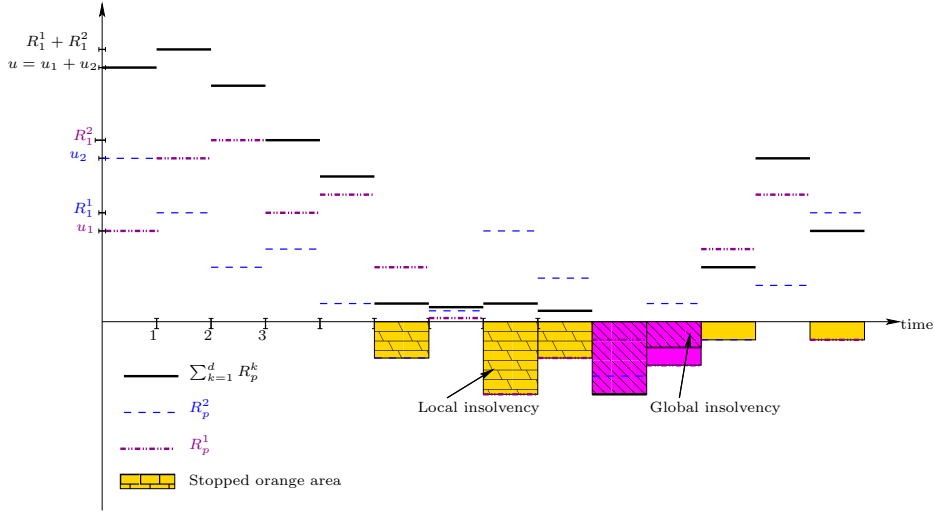 $R_1^1 + R_1^2$
$u = u_1 + u_2$
$R_1^2$
$u_2$
$R_1^1$
$u_1$
time
1 2 3
$\sum_{k=1}^{d} R_p^k$
$R_p^2$
Local insolvency Global insolvency
$R_p^1$
Stopped orange area